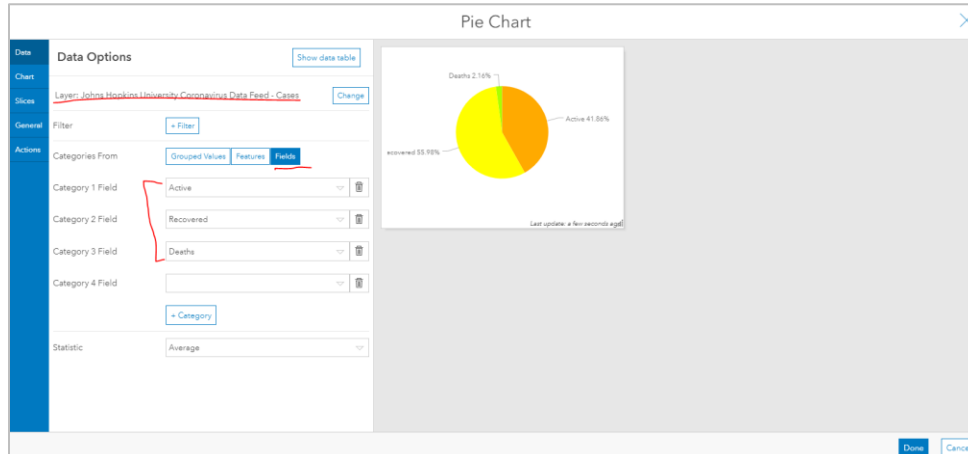 Pie Chart
Data
Chart
Slices
General
Actions
Data Options
Show data table
Layer: Johns Hopkins University Coronavirus Data Feed - Cases
Change
Filter
+ Filter
Categories From
Grouped Values
Features
Fields
Category 1 Field
Active
Category 2 Field
Recovered
Category 3 Field
Deaths
Category 4 Field
+ Category
Statistic
Average
Deaths 2.16%
Active 41.86%
ecovered 55.98%
Last update: a few seconds ago
Done
Cance